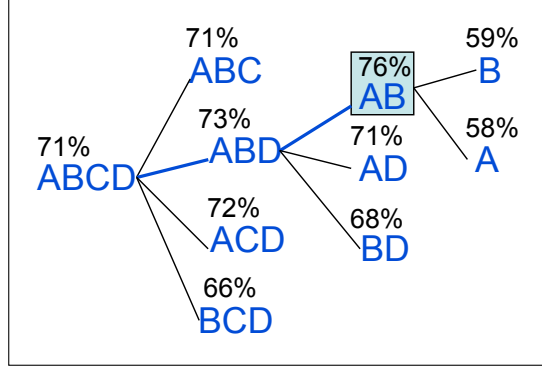 71%
ABCD
71%
ABC
73%
ABD
72%
ACD
66%
BCD
76%
AB
71%
AD
68%
BD
59%
B
58%
A